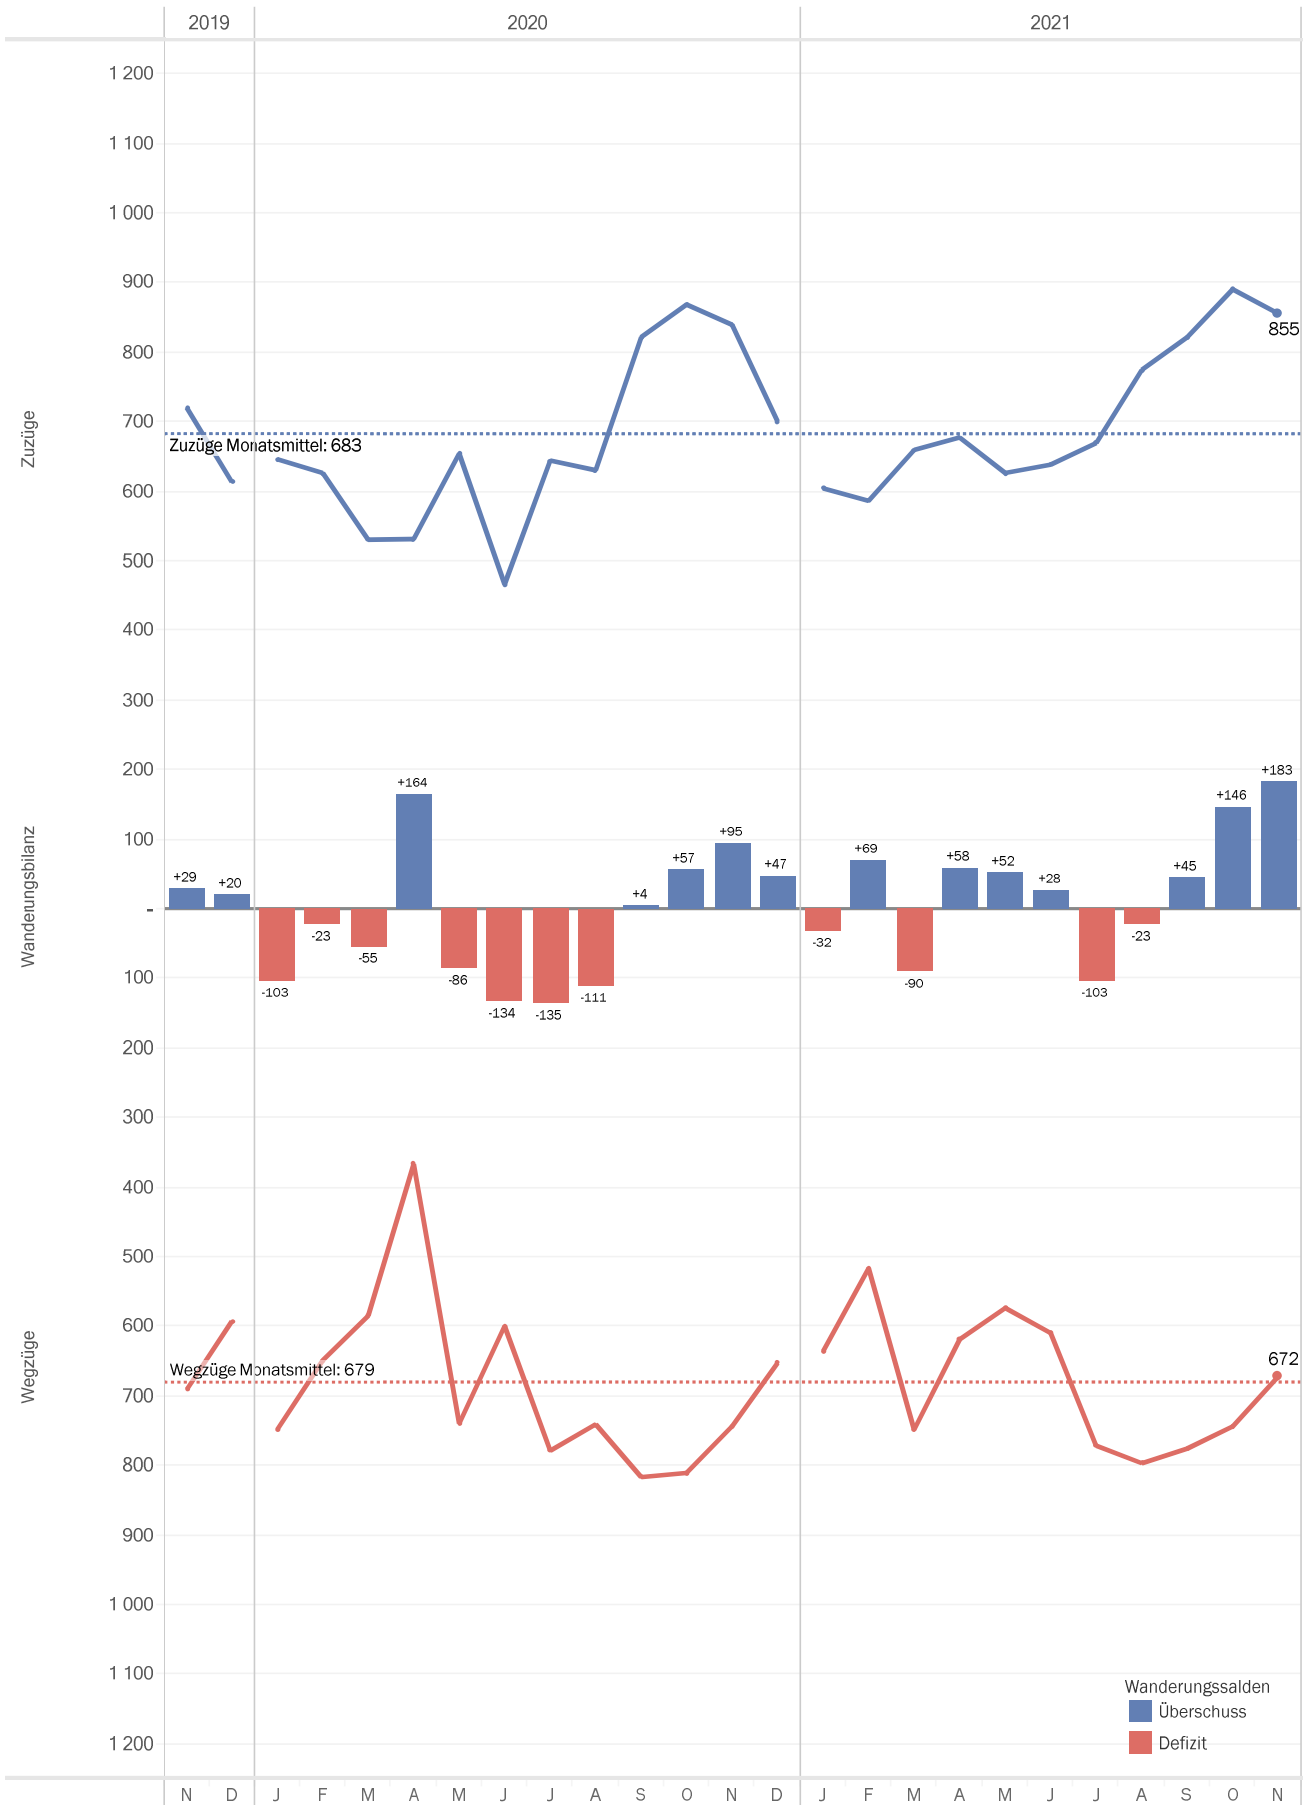 2019 2020 2021
1 200
1 100
1 000
900
855
800
Zuzüge
700
Zuzüge Monatsmittel: 683
600
500
400
300
200
+164 +183
+146
100
+95
+69
+57 +58 +52
+47 +45
+29 +20 +28
+4
Wanderungsbilanz
-
-23 -32 -23
-55
100
-86 -90
-103 -111 -103
-134 -135
200
300
400
500
600
Wegzüge
Wegzüge Monatsmittel: 679
672
700
800
900
1 000
1 100
1 200
Wanderungssalden
Überschuss
Defizit
N D J F M A M J J A S O N D J F M A M J J A S O N